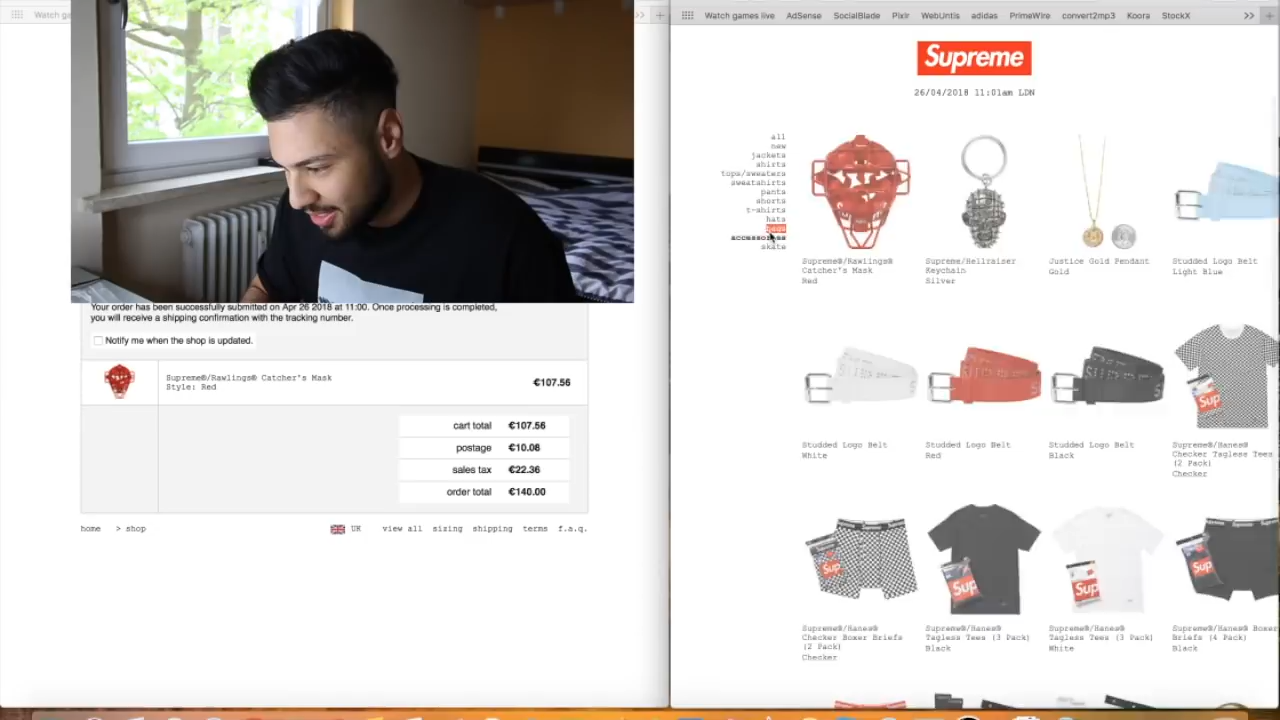 Watch ga
Watch games live AdSense SocialBlade Pixlr WebUntis adidas PrimeWire convert2mp3 Koora StockX
Supreme
26/04/2018 11:01am LDN
all
new
jackets
shirts
tops/sweaters
sweatshirts
pants
shorts
t-shirts
hats
bags
accessories
skate
Supreme®/Rawlings®
Catcher's Mask
Red
Supreme/Hellraiser
Keychain
Silver
Justice Gold Pendant
Gold
Studded Logo Belt
Light Blue
Your order has been successfully submitted on Apr 26 2018 at 11:00. Once processing is completed,
you will receive a shipping confirmation with the tracking number.
Notify me when the shop is updated.
Supreme®/Rawlings® Catcher's Mask
Style: Red
€107.56
cart total €107.56
postage €10.08
sales tax €22.36
order total €140.00
home > shop
UK view all sizing shipping terms f.a.q.
Studded Logo Belt
White
Studded Logo Belt
Red
Studded Logo Belt
Black
Sup
Supreme®/Hanes®
Checker Tagless Tees
(2 Pack)
Checker
Sup
Sup
Sup
Sup
Supreme®/Hanes®
Checker Boxer Briefs
(2 Pack)
Checker
Supreme®/Hanes®
Tagless Tees (3 Pack)
Black
Supreme®/Hanes®
Tagless Tees (3 Pack)
White
Supreme®/Hanes® Boxer
Briefs (4 Pack)
Black